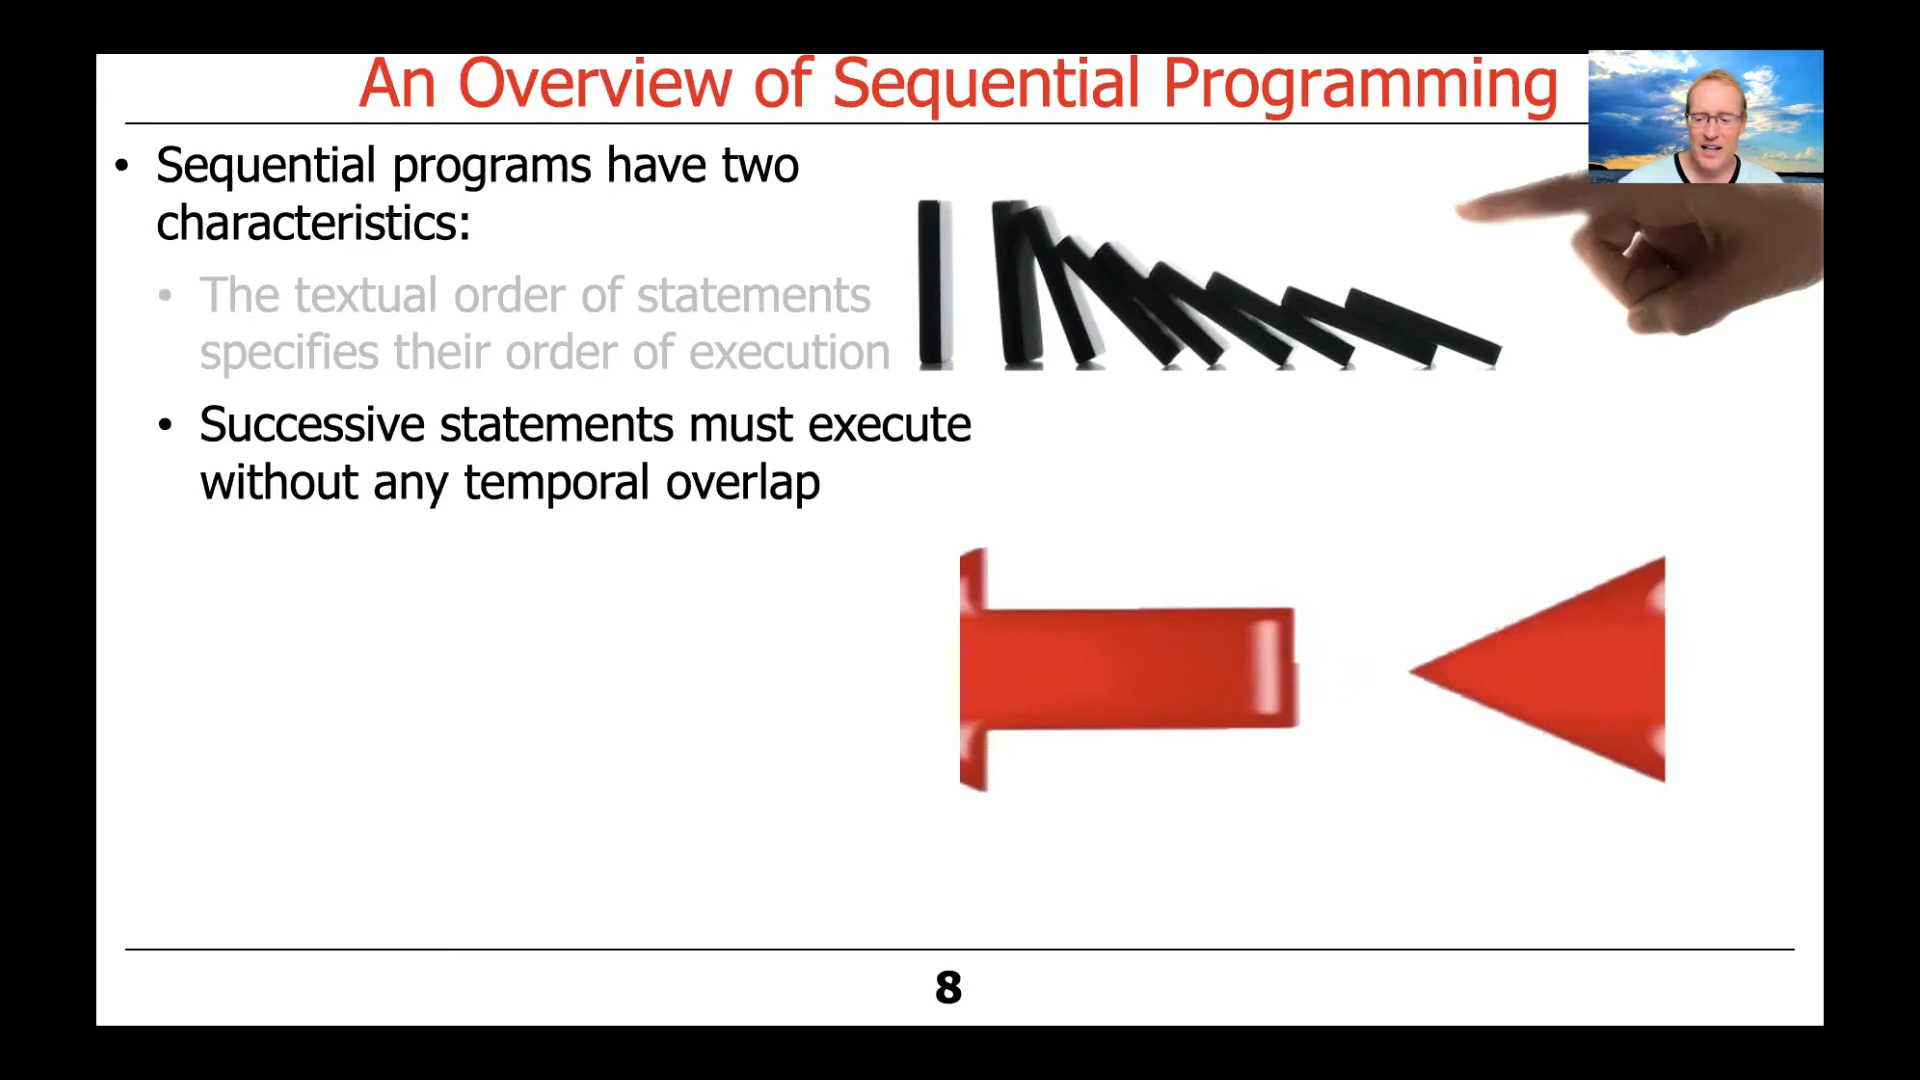 An Overview of Sequential Programming
• Sequential programs have two
characteristics:
• The textual order of statements
specifies their order of execution
• Successive statements must execute
without any temporal overlap
8